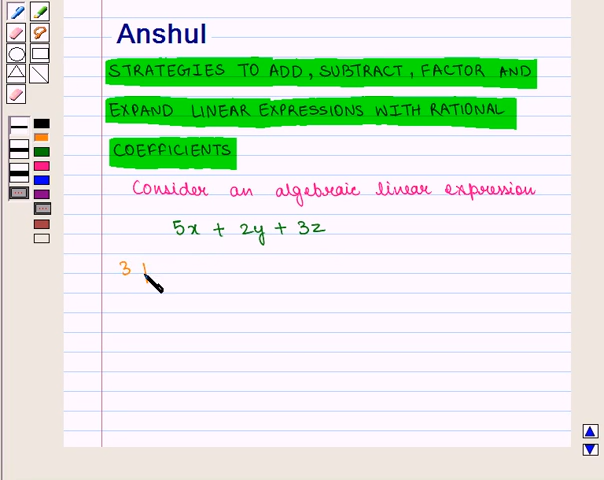 Anshul
STRATEGIES TO ADD, SUBTRACT, FACTOR AND
EXPAND LINEAR EXPRESSIONS WITH RATIONAL
COEFFICIENTS
Consider an algebraic linear expression
5x + 2y + 3z
3